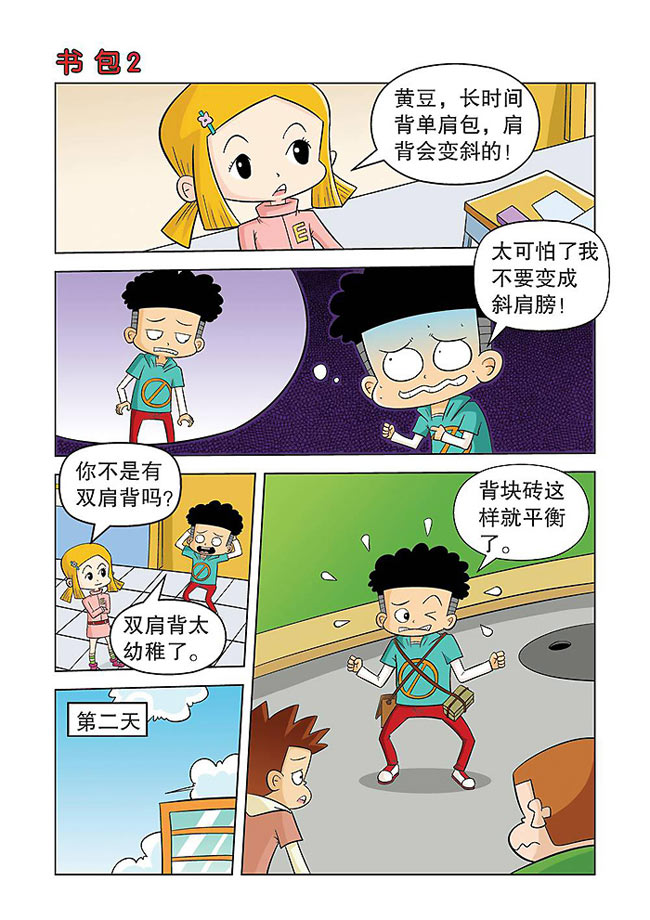 书包2
黄豆，长时间
背单肩包，肩
背会变斜的！
E
太可怕了我
不要变成
斜肩膀！
你不是有
双肩背吗？
双肩背太
幼稚了。
第二天
背块砖这
样就平衡
了。